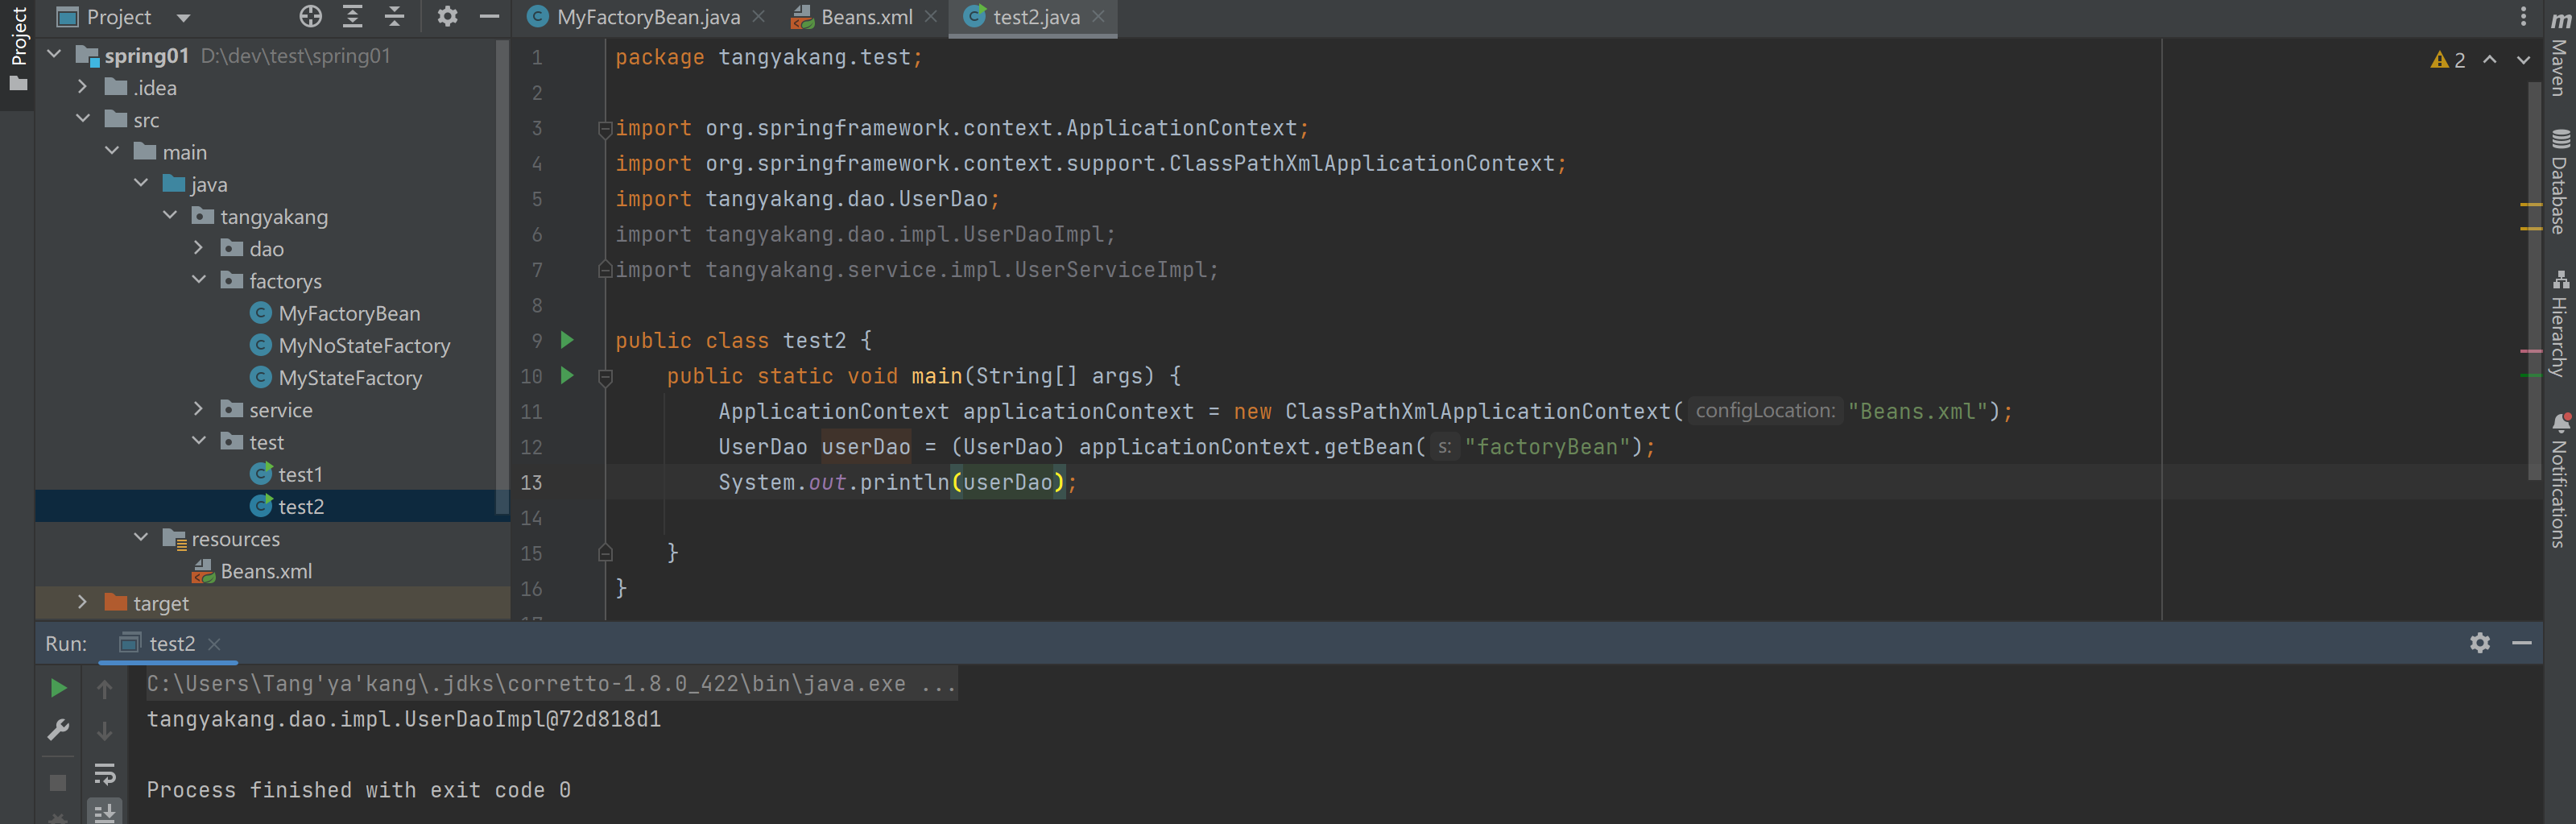 Project
MyFactoryBean.java
Beans.xml
test2.java
Project
spring01 D:\dev\test\spring01
.idea
src
main
java
tangyakang
dao
factorys
MyFactoryBean
MyNoStateFactory
MyStateFactory
service
test
test1
test2
resources
Beans.xml
target
1 package tangyakang.test;
2
3 import org.springframework.context.ApplicationContext;
4 import org.springframework.context.support.ClassPathXmlApplicationContext;
5 import tangyakang.dao.UserDao;
6 import tangyakang.dao.impl.UserDaoImpl;
7 import tangyakang.service.impl.UserServiceImpl;
8
9 public class test2 {
10 public static void main(String[] args) {
11 ApplicationContext applicationContext = new ClassPathXmlApplicationContext( configLocation: "Beans.xml");
12 UserDao userDao = (UserDao) applicationContext.getBean( s: "factoryBean");
13 System.out.println(userDao);
14
15 }
16 }
2
m
Maven
Database
Hierarchy
Notifications
Run: test2
C:\Users\Tang'ya'kang\.jdks\corretto-1.8.0_422\bin\java.exe ...
tangyakang.dao.impl.UserDaoImpl@72d818d1
Process finished with exit code 0